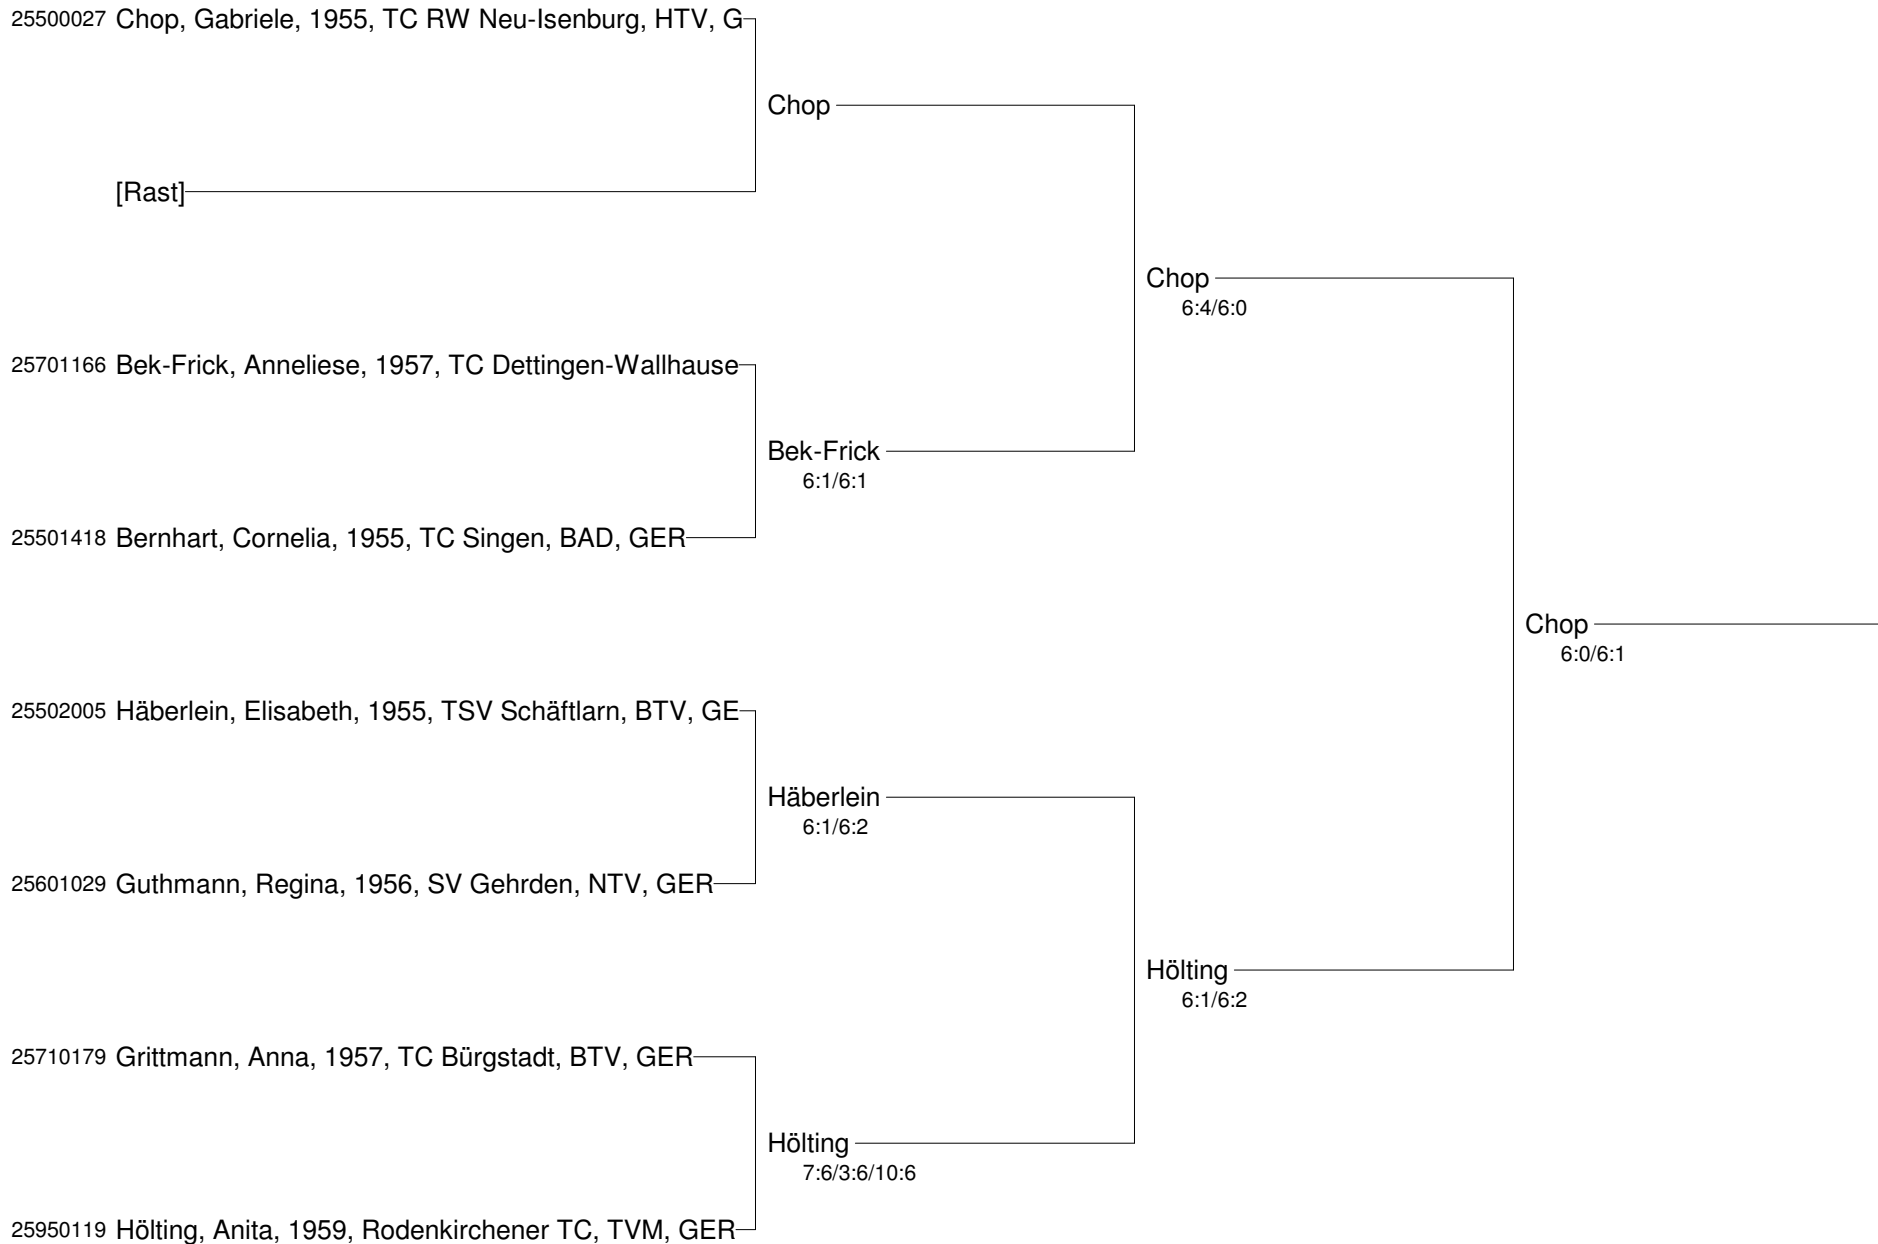 25500027 Chop, Gabriele, 1955, TC RW Neu-Isenburg, HTV, G
Chop
[Rast]
Chop
6:4/6:0
25701166 Bek-Frick, Anneliese, 1957, TC Dettingen-Wallhause
Bek-Frick
6:1/6:1
25501418 Bernhart, Cornelia, 1955, TC Singen, BAD, GER
Chop
6:0/6:1
25502005 Häberlein, Elisabeth, 1955, TSV Schäftlarn, BTV, GE
Häberlein
6:1/6:2
25601029 Guthmann, Regina, 1956, SV Gehrden, NTV, GER
Hölting
6:1/6:2
25710179 Grittmann, Anna, 1957, TC Bürgstadt, BTV, GER
Hölting
7:6/3:6/10:6
25950119 Hölting, Anita, 1959, Rodenkirchener TC, TVM, GER